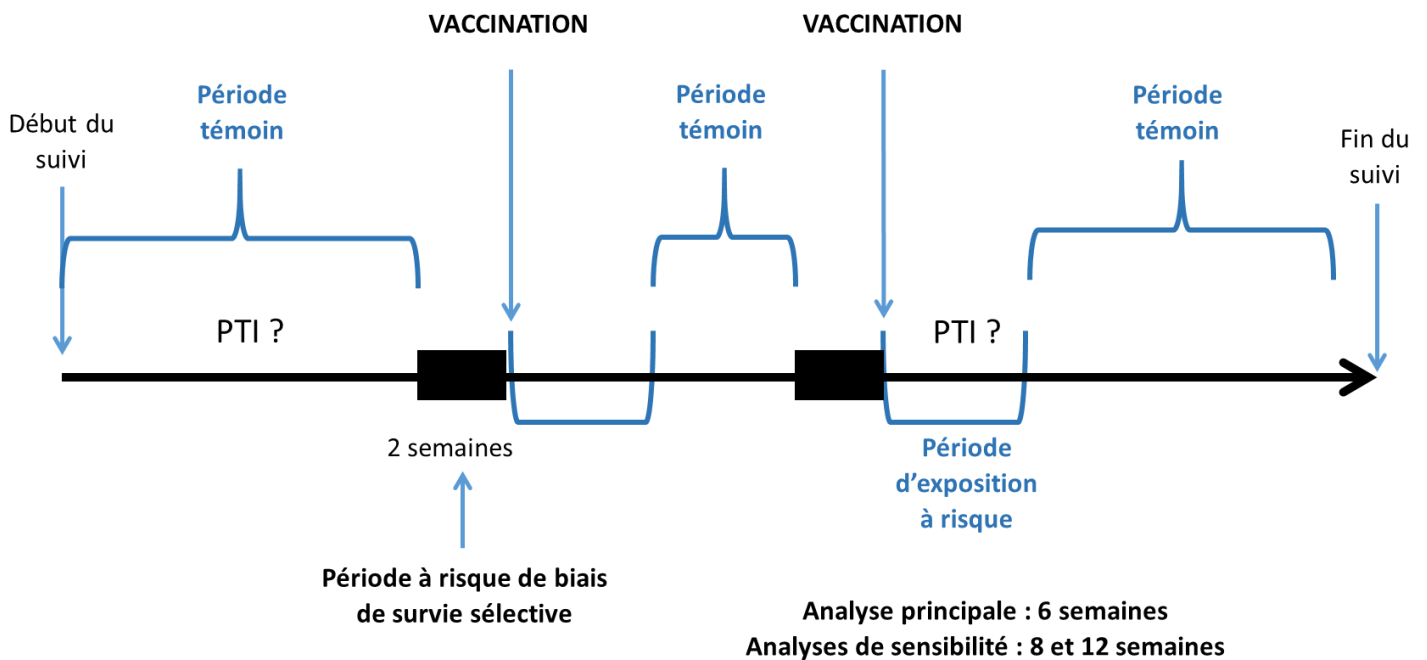 VACCINATION
VACCINATION
Début du
suivi
Période
témoin
Période
témoin
Période
témoin
Fin du
suivi
PTI ?
PTI ?
2 semaines
Période
d’exposition
à risque
Période à risque de biais
de survie sélective
Analyse principale : 6 semaines
Analyses de sensibilité : 8 et 12 semaines